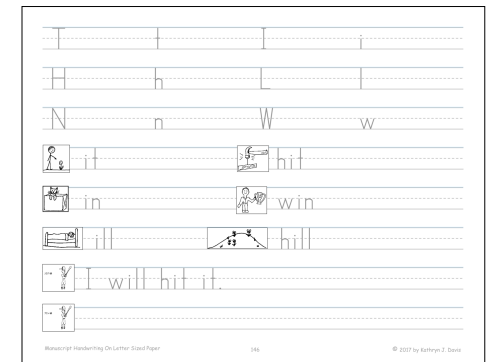 T t I i
H h L l
N n W w
it hit
in win
ill hill
I will hit it.
Manuscript Handwriting On Letter Sized Paper 146 © 2017 by Kathryn J. Davis